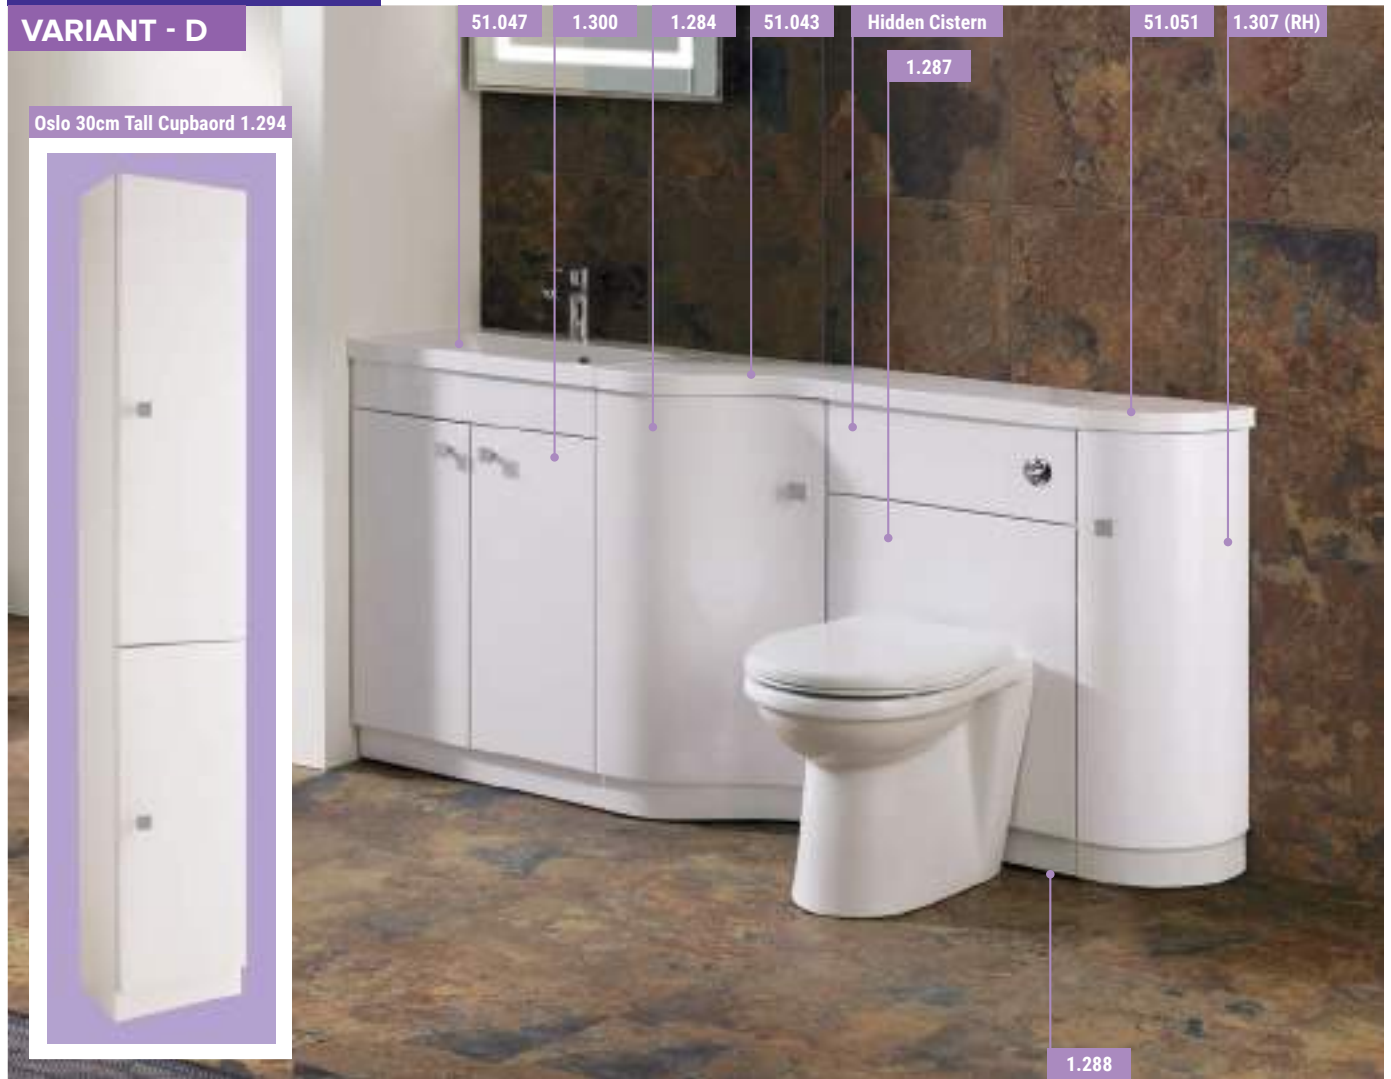 VARIANT - D
51.047
1.300
1.284
51.043
Hidden Cistern
51.051
1.307 (RH)
1.287
Oslo 30cm Tall Cupbaord 1.294
1.288